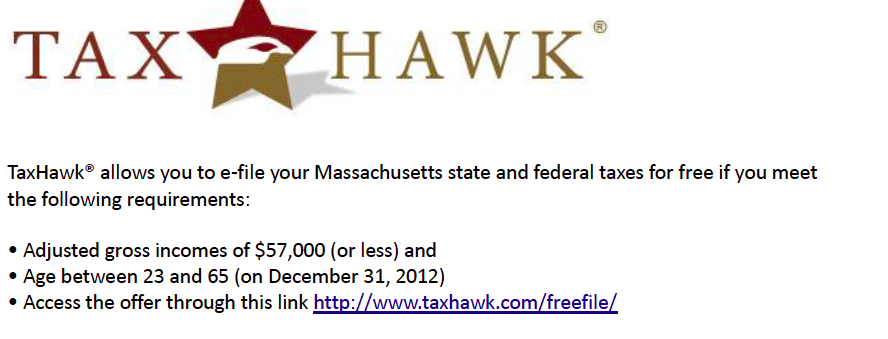 TAX HAWK®
TaxHawk® allows you to e-file your Massachusetts state and federal taxes for free if you meet
the following requirements:
• Adjusted gross incomes of $57,000 (or less) and
• Age between 23 and 65 (on December 31, 2012)
• Access the offer through this link http://www.taxhawk.com/freefile/